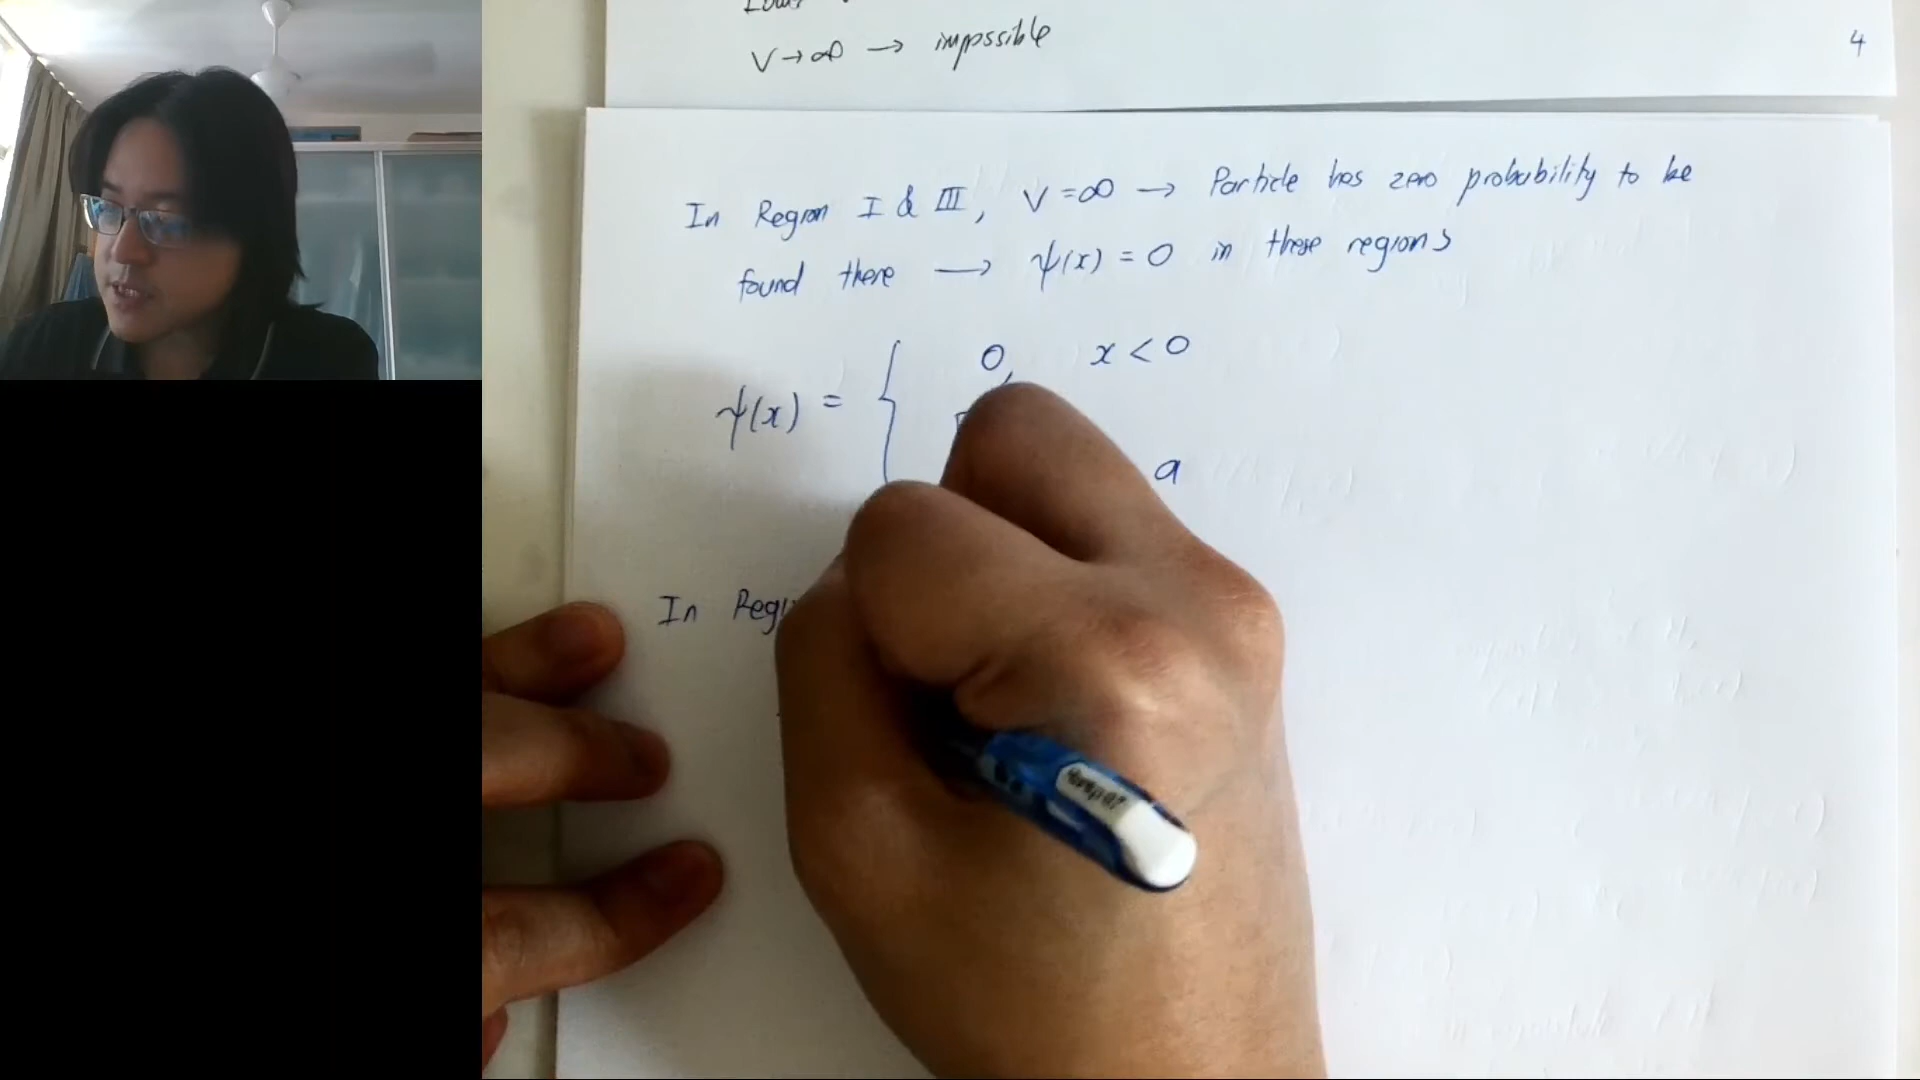 V→∞ → impssible
4
In Region I & III, V = ∞ → Particle has zero probability to be
found there → ψ(x) = 0 in these regions
0, x < 0
ψ(x) = {
a
In